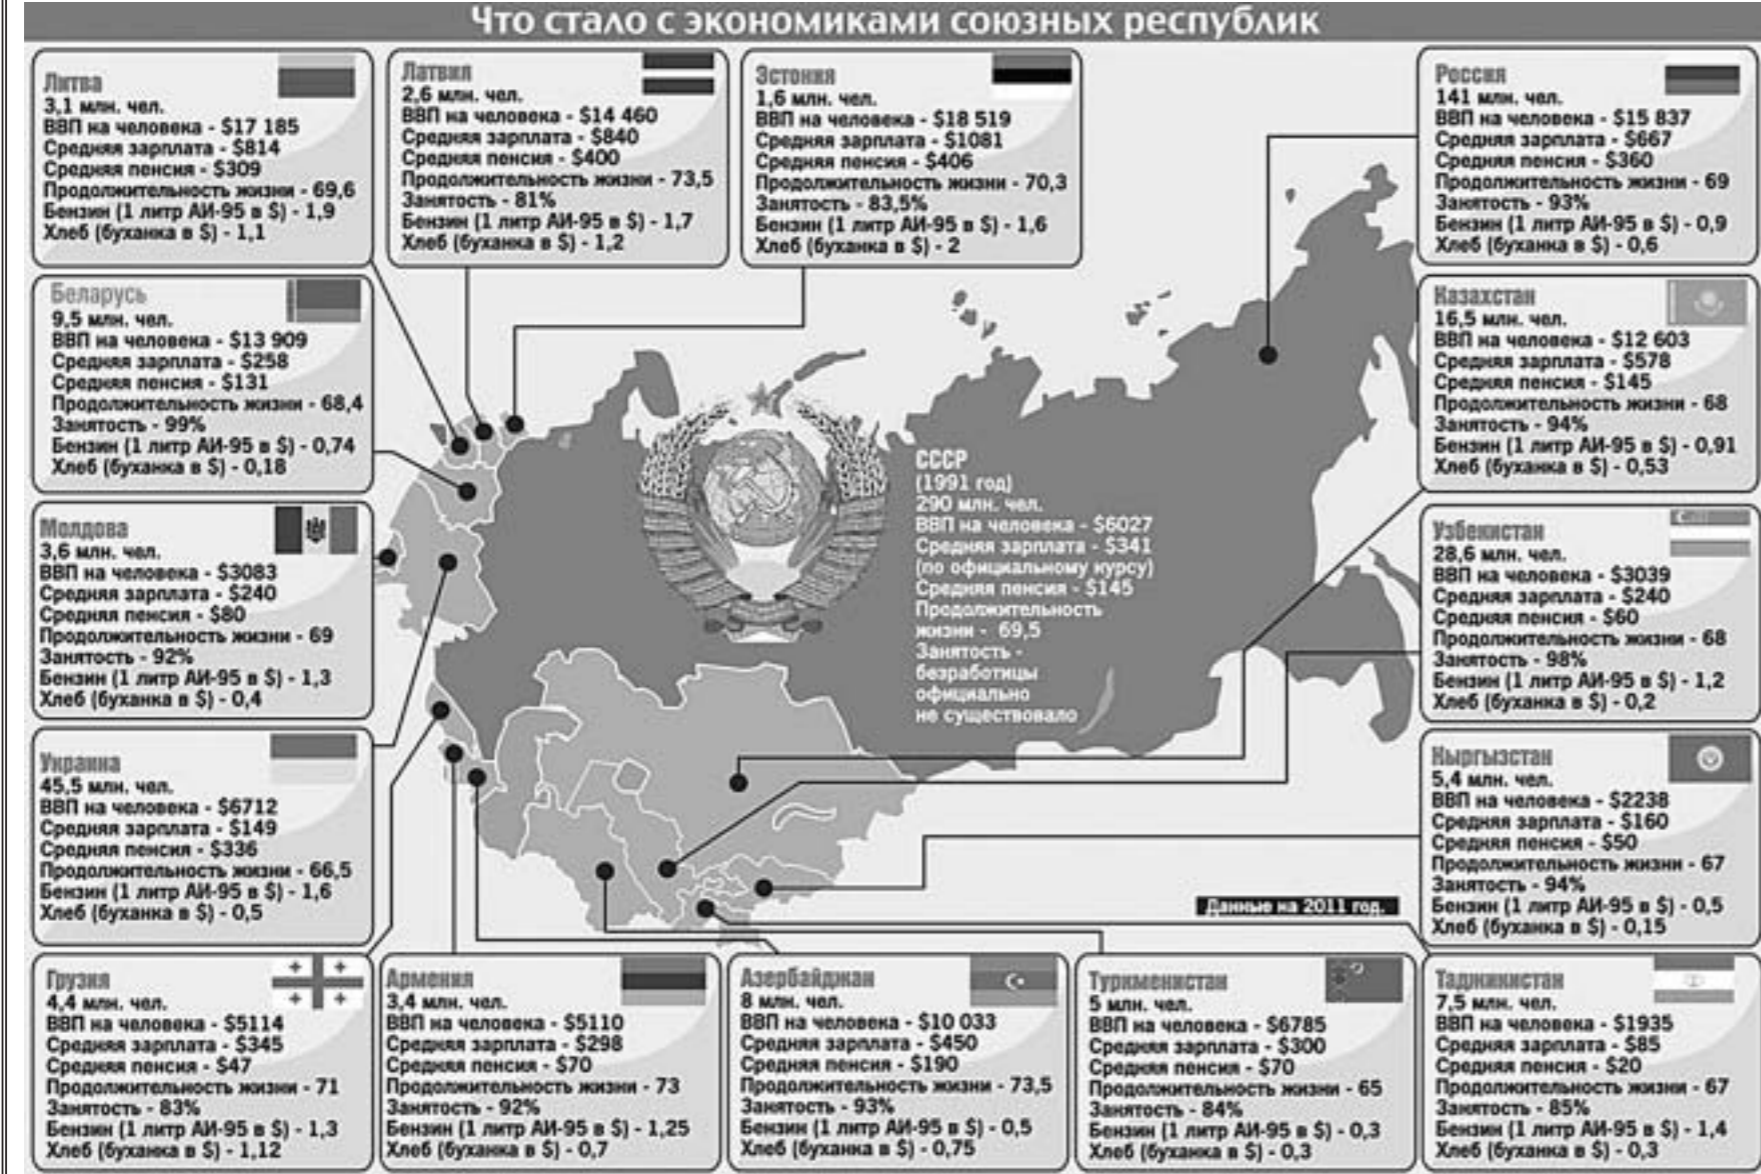 Что стало с экономиками союзных республик
Литва
3,1 млн. чел.
ВВП на человека - $17 185
Средняя зарплата - $814
Средняя пенсия - $309
Продолжительность жизни - 69,6
Бензин (1 литр АИ-95 в $) - 1,9
Хлеб (буханка в $) - 1,1
Латвия
2,6 млн. чел.
ВВП на человека - $14 460
Средняя зарплата - $840
Средняя пенсия - $400
Продолжительность жизни - 73,5
Занятость - 81%
Бензин (1 литр АИ-95 в $) - 1,7
Хлеб (буханка в $) - 1,2
Эстония
1,6 млн. чел.
ВВП на человека - $18 519
Средняя зарплата - $1081
Средняя пенсия - $406
Продолжительность жизни - 70,3
Занятость - 83,5%
Бензин (1 литр АИ-95 в $) - 1,6
Хлеб (буханка в $) - 2
Россия
141 млн. чел.
ВВП на человека - $15 837
Средняя зарплата - $667
Средняя пенсия - $360
Продолжительность жизни - 69
Занятость - 93%
Бензин (1 литр АИ-95 в $) - 0,9
Хлеб (буханка в $) - 0,6
Беларусь
9,5 млн. чел.
ВВП на человека - $13 909
Средняя зарплата - $258
Средняя пенсия - $131
Продолжительность жизни - 68,4
Занятость - 99%
Бензин (1 литр АИ-95 в $) - 0,74
Хлеб (буханка в $) - 0,18
Казахстан
16,5 млн. чел.
ВВП на человека - $12 603
Средняя зарплата - $578
Средняя пенсия - $145
Продолжительность жизни - 68
Занятость - 94%
Бензин (1 литр АИ-95 в $) - 0,91
Хлеб (буханка в $) - 0,53
СССР
(1991 год)
290 млн. чел.
ВВП на человека - $6027
Средняя зарплата - $341
(по официальному курсу)
Средняя пенсия - $145
Продолжительность
жизни - 69,5
Занятость -
безработицы
официально
не существовало
Молдова
3,6 млн. чел.
ВВП на человека - $3083
Средняя зарплата - $240
Средняя пенсия - $80
Продолжительность жизни - 69
Занятость - 92%
Бензин (1 литр АИ-95 в $) - 1,3
Хлеб (буханка в $) - 0,4
Узбекистан
28,6 млн. чел.
ВВП на человека - $3039
Средняя зарплата - $240
Средняя пенсия - $60
Продолжительность жизни - 68
Занятость - 98%
Бензин (1 литр АИ-95 в $) - 1,2
Хлеб (буханка в $) - 0,2
Украина
45,5 млн. чел.
ВВП на человека - $6712
Средняя зарплата - $149
Средняя пенсия - $336
Продолжительность жизни - 66,5
Бензин (1 литр АИ-95 в $) - 1,6
Хлеб (буханка в $) - 0,5
Кыргызстан
5,4 млн. чел.
ВВП на человека - $2238
Средняя зарплата - $160
Средняя пенсия - $50
Продолжительность жизни - 67
Занятость - 94%
Бензин (1 литр АИ-95 в $) - 0,5
Хлеб (буханка в $) - 0,15
Данные на 2011 год.
Грузия
4,4 млн. чел.
ВВП на человека - $5114
Средняя зарплата - $345
Средняя пенсия - $47
Продолжительность жизни - 71
Занятость - 83%
Бензин (1 литр АИ-95 в $) - 1,3
Хлеб (буханка в $) - 1,12
Армения
3,4 млн. чел.
ВВП на человека - $5110
Средняя зарплата - $298
Средняя пенсия - $70
Продолжительность жизни - 73
Занятость - 92%
Бензин (1 литр АИ-95 в $) - 1,25
Хлеб (буханка в $) - 0,7
Азербайджан
8 млн. чел.
ВВП на человека - $10 033
Средняя зарплата - $450
Средняя пенсия - $190
Продолжительность жизни - 73,5
Занятость - 93%
Бензин (1 литр АИ-95 в $) - 0,5
Хлеб (буханка в $) - 0,75
Туркменистан
5 млн. чел.
ВВП на человека - $6785
Средняя зарплата - $300
Средняя пенсия - $70
Продолжительность жизни - 65
Занятость - 84%
Бензин (1 литр АИ-95 в $) - 0,3
Хлеб (буханка в $) - 0,3
Таджикистан
7,5 млн. чел.
ВВП на человека - $1935
Средняя зарплата - $85
Средняя пенсия - $20
Продолжительность жизни - 67
Занятость - 85%
Бензин (1 литр АИ-95 в $) - 1,4
Хлеб (буханка в $) - 0,3